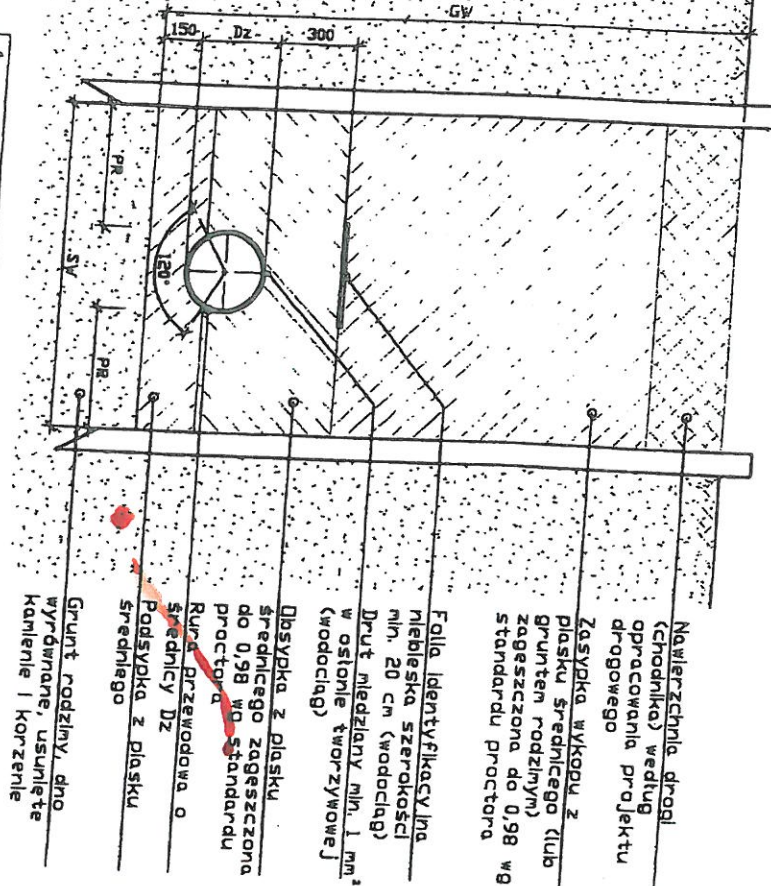 GW
150
Dz
300
PR
SW
PR
120°
Nawierzchnia drogi
(chodnika) według
opracowania projektu
drogowego
Zasypka wykopu z
piasku średniego (lub
gruntem rodzimym)
zagęszczona do 0,98 wg
standardu proctora
Folia identyfikacyjna
niebieska szerokości
min. 20 cm (wodociąg)
Drut miedziany min. 1 mm²
w osłonie tworzywowej
(wodociąg)
Obsypka z piasku
średniego zagęszczona
do 0,98 wg standardu
proctora
Rura przewodowa o
średnicy Dz
Podsypka z piasku
średniego
Grunt rodzimy, dno
wyrównane, usunięte
kamienie i korzenie